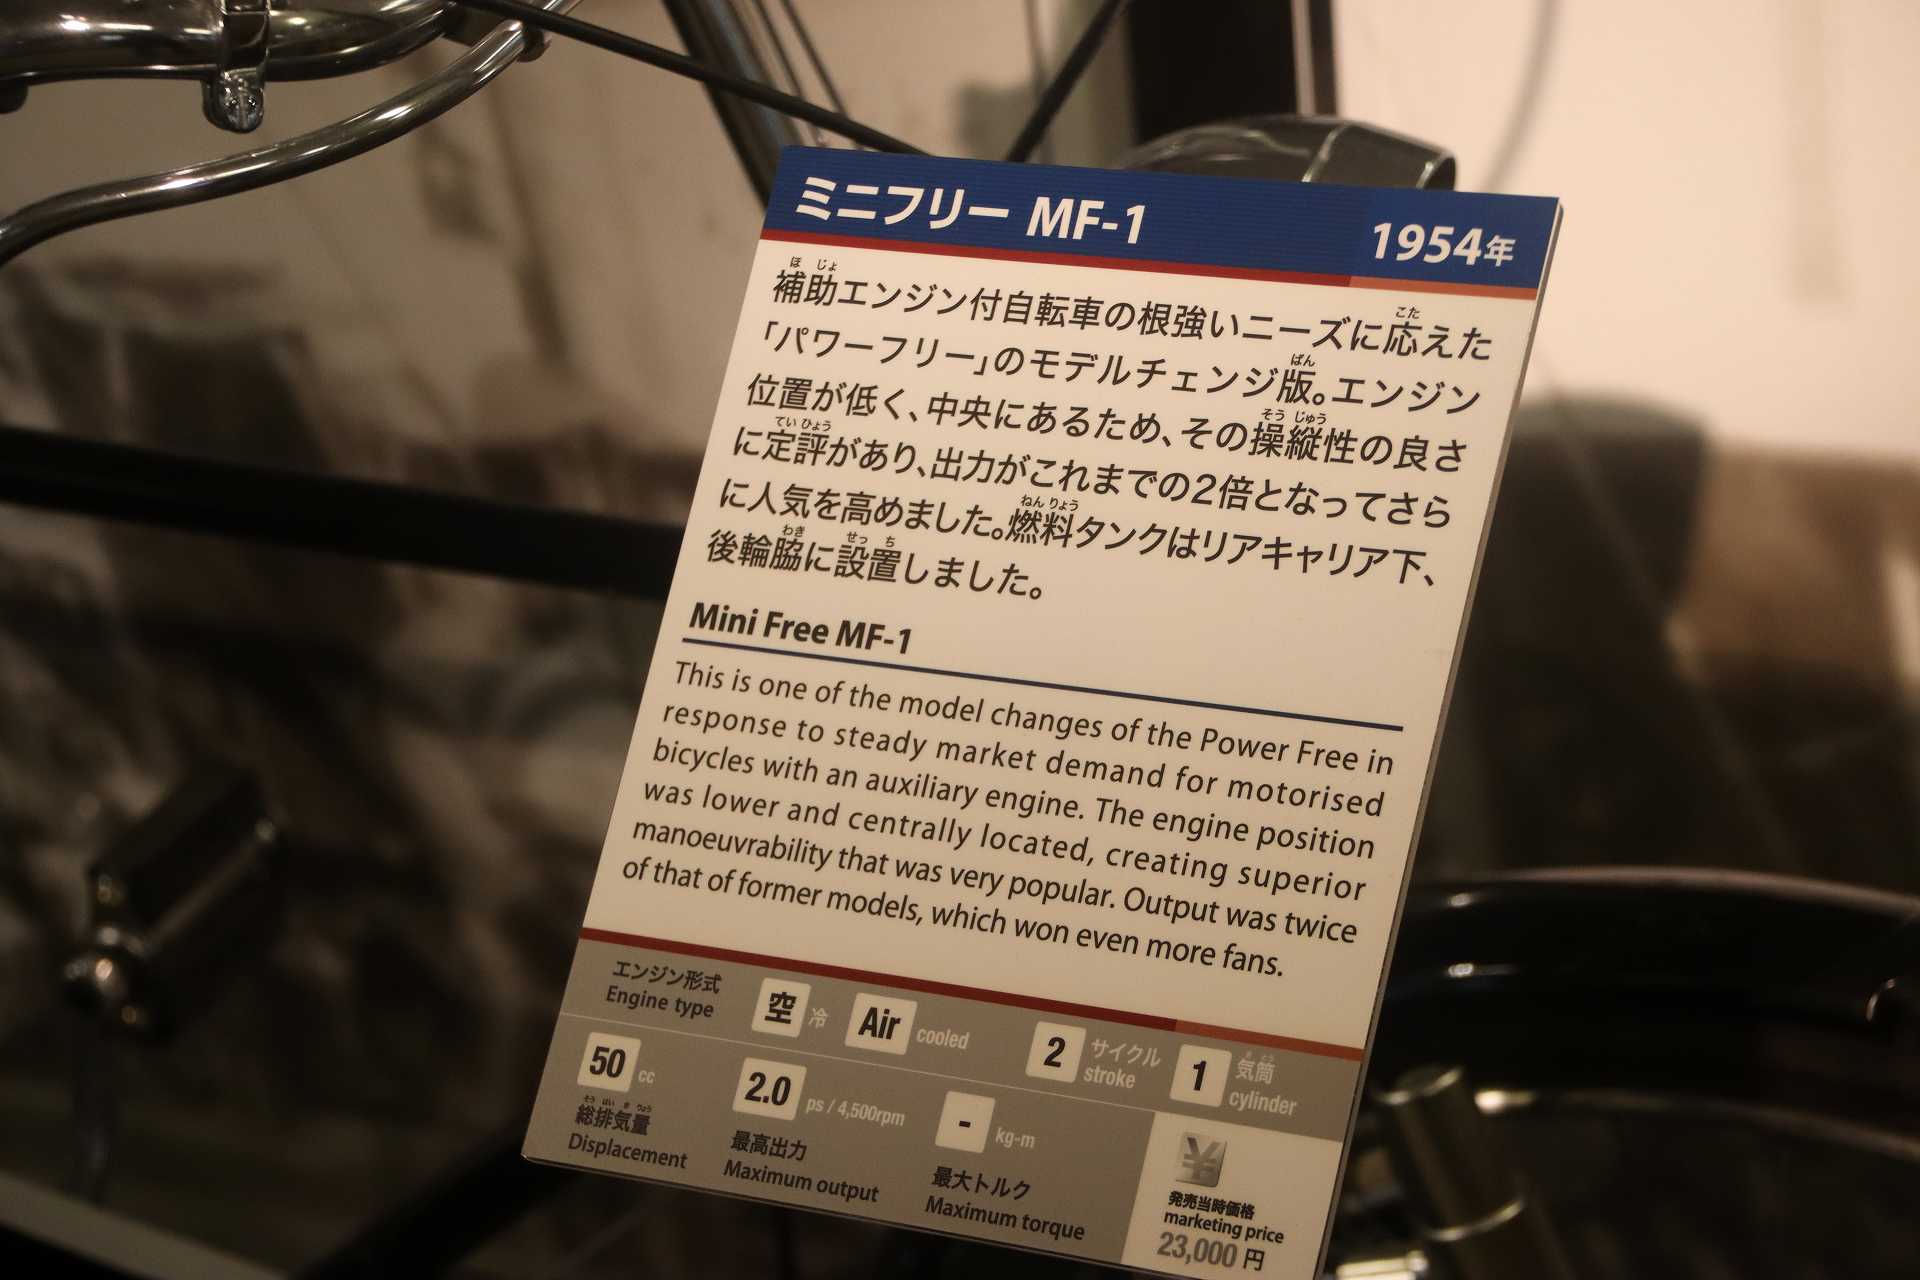 ミニフリー MF-1
1954年
補助エンジン付自転車の根強いニーズに応えた
「パワーフリー」のモデルチェンジ版。エンジン
位置が低く、中央にあるため、その操縦性の良さ
に定評があり、出力がこれまでの2倍となってさら
に人気を高めました。燃料タンクはリアキャリア下、
後輪脇に設置しました。
Mini Free MF-1
This is one of the model changes of the Power Free in
response to steady market demand for motorised
bicycles with an auxiliary engine. The engine position
was lower and centrally located, creating superior
manoeuvrability that was very popular. Output was twice
of that of former models, which won even more fans.
エンジン形式
Engine type
空 冷
Air cooled
2 サイクル
stroke
1 気筒
cylinder
50 cc
総排気量
Displacement
2.0 ps / 4,500rpm
最高出力
Maximum output
- kg-m
最大トルク
Maximum torque
¥
発売当時価格
marketing price
23,000 円